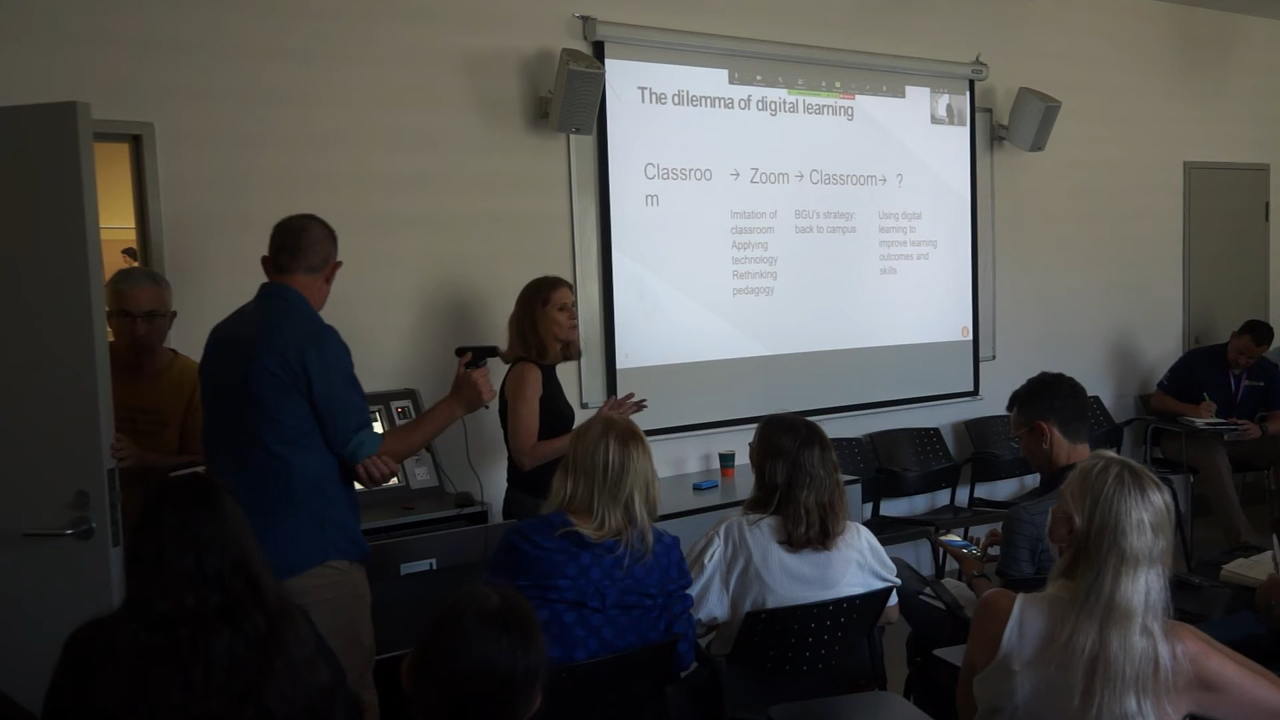 The dilemma of digital learning
Classroo → Zoom → Classroom→ ?
m
Imitation of
classroom
Applying
technology
Rethinking
pedagogy
BGU's strategy:
back to campus
Using digital
learning to
improve learning
outcomes and
skills